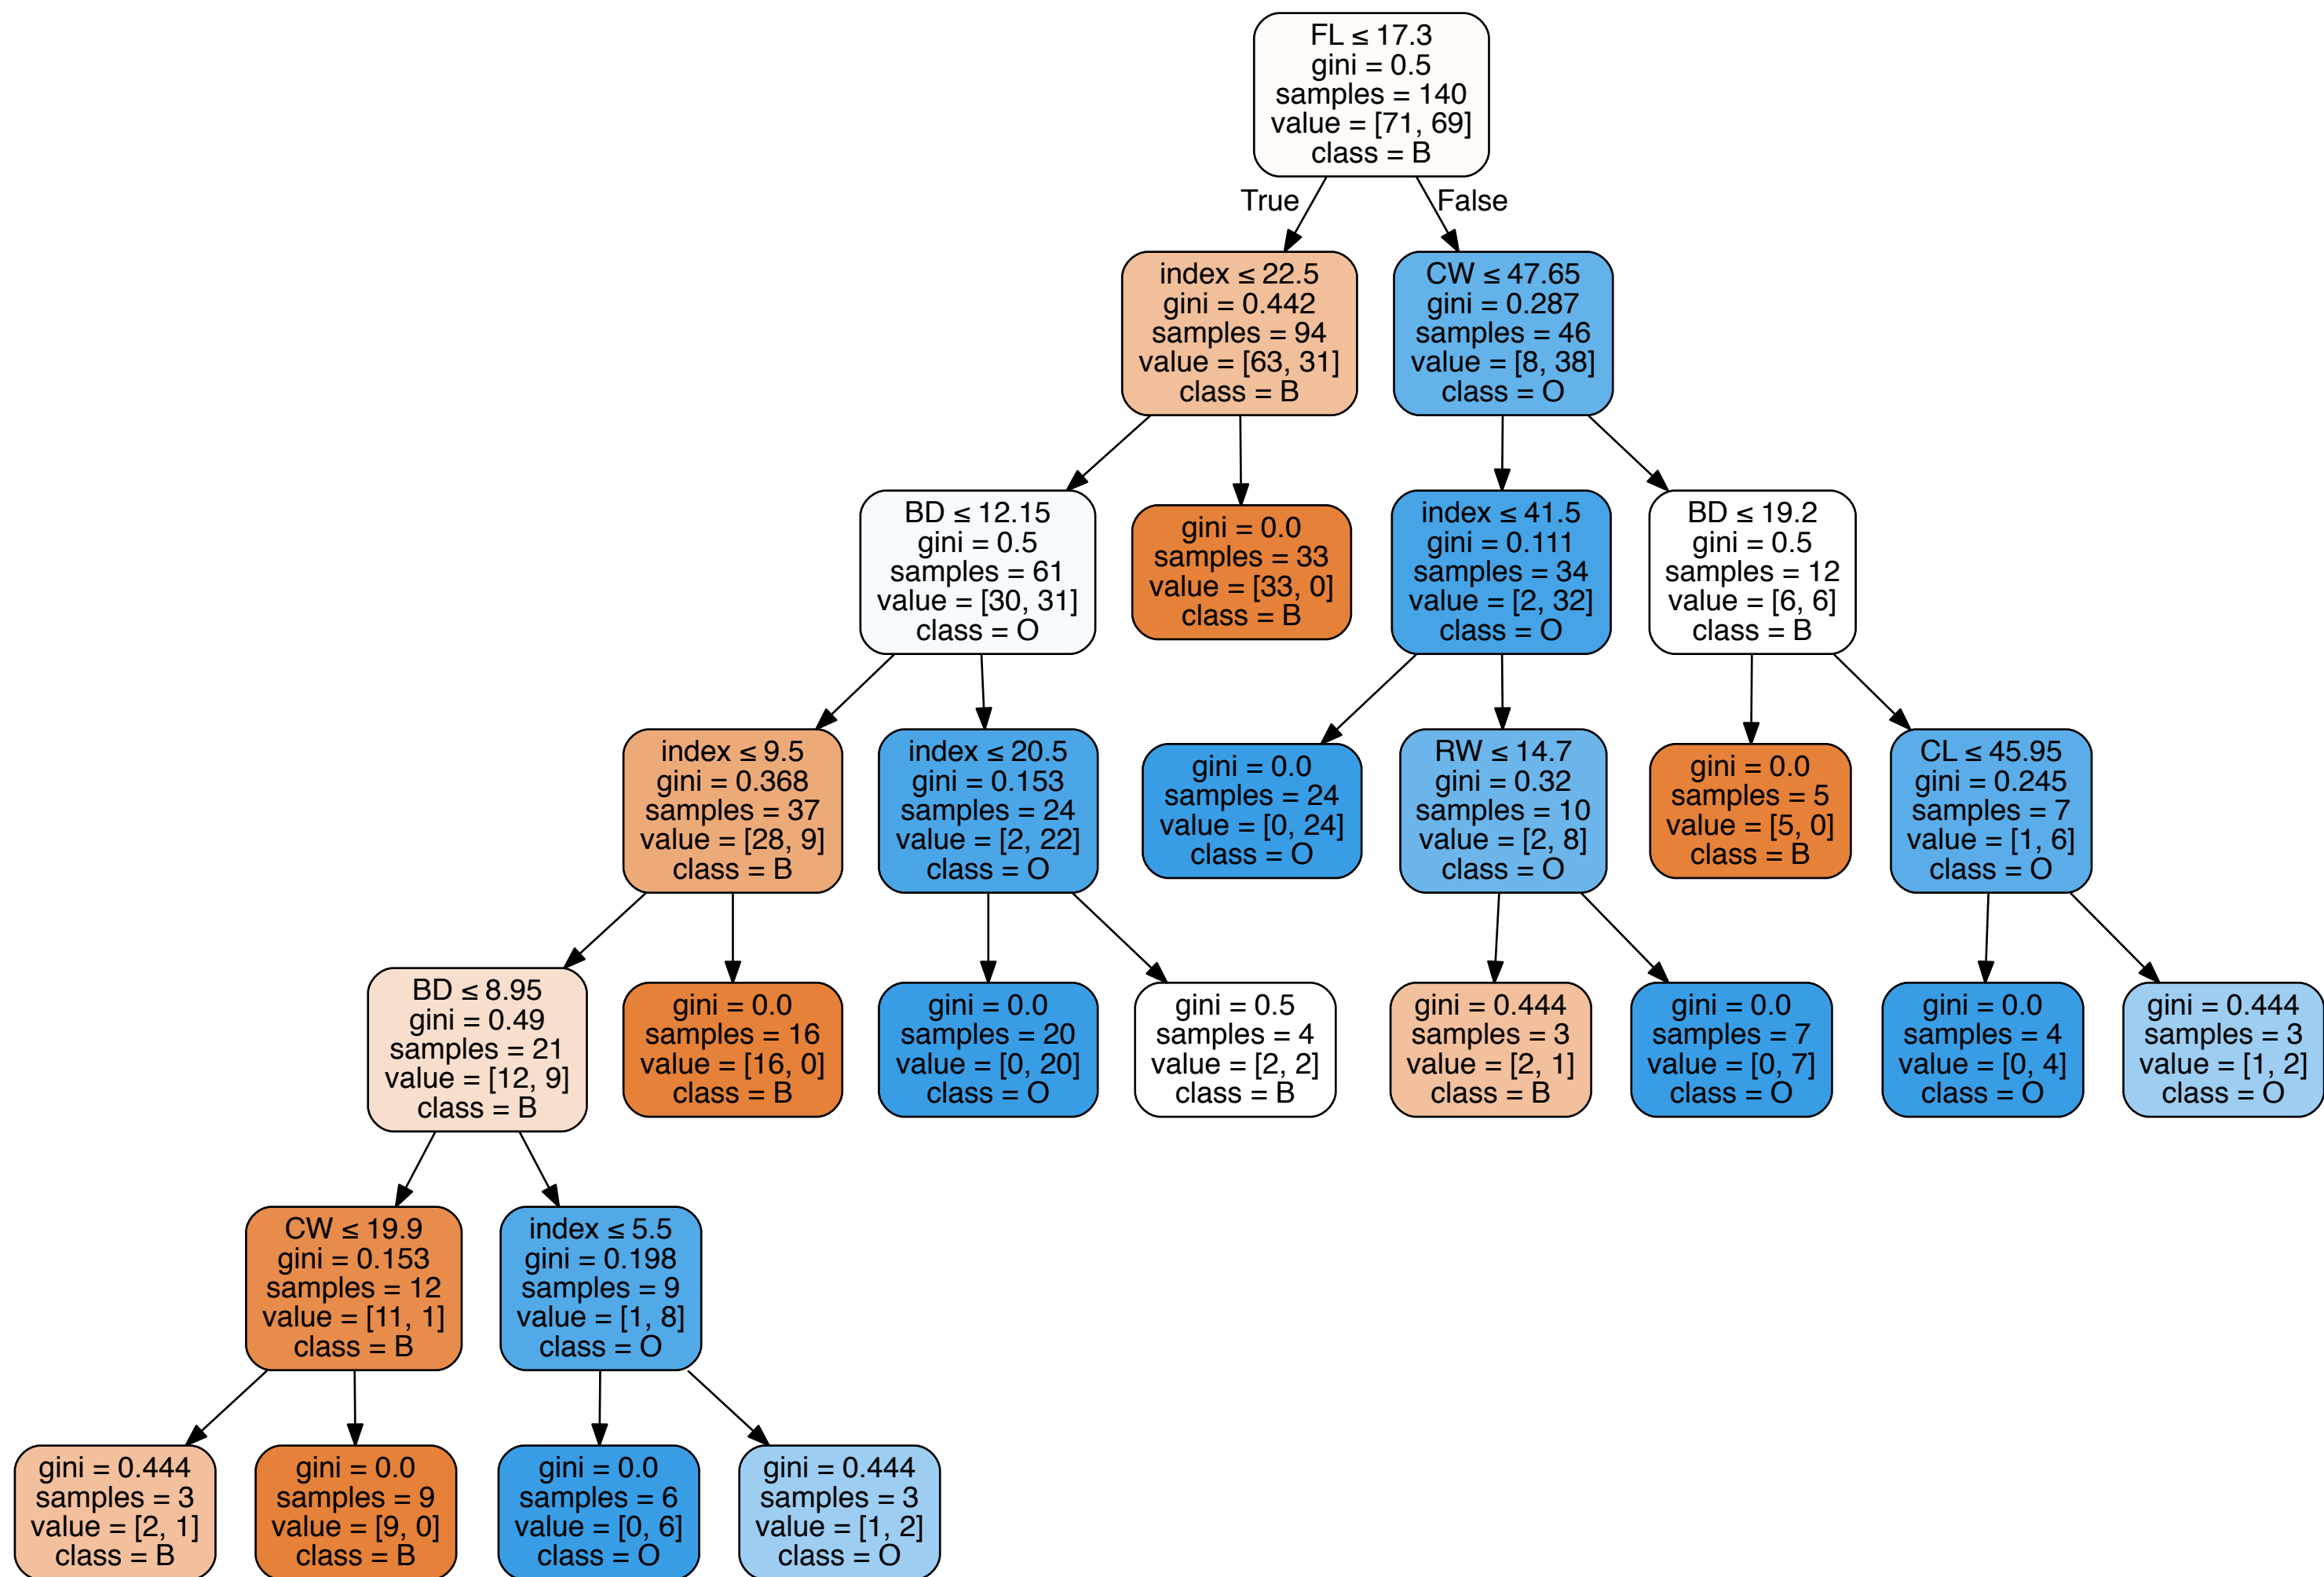 FL ≤ 17.3
gini = 0.5
samples = 140
value = [71, 69]
class = B
True
False
index ≤ 22.5
gini = 0.442
samples = 94
value = [63, 31]
class = B
CW ≤ 47.65
gini = 0.287
samples = 46
value = [8, 38]
class = O
BD ≤ 12.15
gini = 0.5
samples = 61
value = [30, 31]
class = O
gini = 0.0
samples = 33
value = [33, 0]
class = B
index ≤ 41.5
gini = 0.111
samples = 34
value = [2, 32]
class = O
BD ≤ 19.2
gini = 0.5
samples = 12
value = [6, 6]
class = B
index ≤ 9.5
gini = 0.368
samples = 37
value = [28, 9]
class = B
index ≤ 20.5
gini = 0.153
samples = 24
value = [2, 22]
class = O
gini = 0.0
samples = 24
value = [0, 24]
class = O
RW ≤ 14.7
gini = 0.32
samples = 10
value = [2, 8]
class = O
gini = 0.0
samples = 5
value = [5, 0]
class = B
CL ≤ 45.95
gini = 0.245
samples = 7
value = [1, 6]
class = O
BD ≤ 8.95
gini = 0.49
samples = 21
value = [12, 9]
class = B
gini = 0.0
samples = 16
value = [16, 0]
class = B
gini = 0.0
samples = 20
value = [0, 20]
class = O
gini = 0.5
samples = 4
value = [2, 2]
class = B
gini = 0.444
samples = 3
value = [2, 1]
class = B
gini = 0.0
samples = 7
value = [0, 7]
class = O
gini = 0.0
samples = 4
value = [0, 4]
class = O
gini = 0.444
samples = 3
value = [1, 2]
class = O
CW ≤ 19.9
gini = 0.153
samples = 12
value = [11, 1]
class = B
index ≤ 5.5
gini = 0.198
samples = 9
value = [1, 8]
class = O
gini = 0.444
samples = 3
value = [2, 1]
class = B
gini = 0.0
samples = 9
value = [9, 0]
class = B
gini = 0.0
samples = 6
value = [0, 6]
class = O
gini = 0.444
samples = 3
value = [1, 2]
class = O